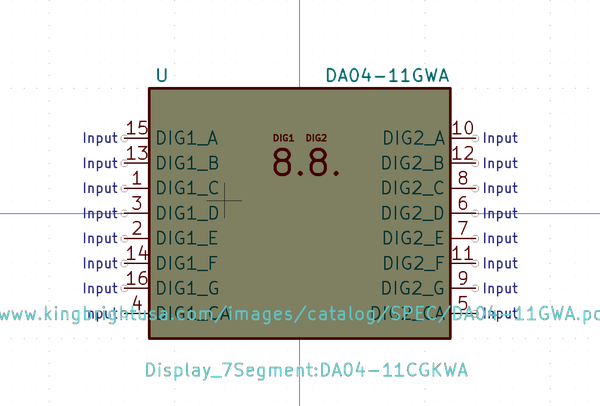 U DA04-11GWA
15 10
Input DIG1_A DIG1 DIG2 DIG2_A Input
13 12
Input DIG1_B 8.8. DIG2_B Input
1 8
Input DIG1_C DIG2_C Input
3 6
Input DIG1_D DIG2_D Input
2 7
Input DIG1_E DIG2_E Input
14 11
Input DIG1_F DIG2_F Input
16 9
Input DIG1_G DIG2_G Input
4 5
Input DIG1_CA DIG2_CA Input
www.kingbrightusa.com/images/catalog/SPEC/DA04-11GWA.pd
Display_7Segment:DA04-11CGKWA